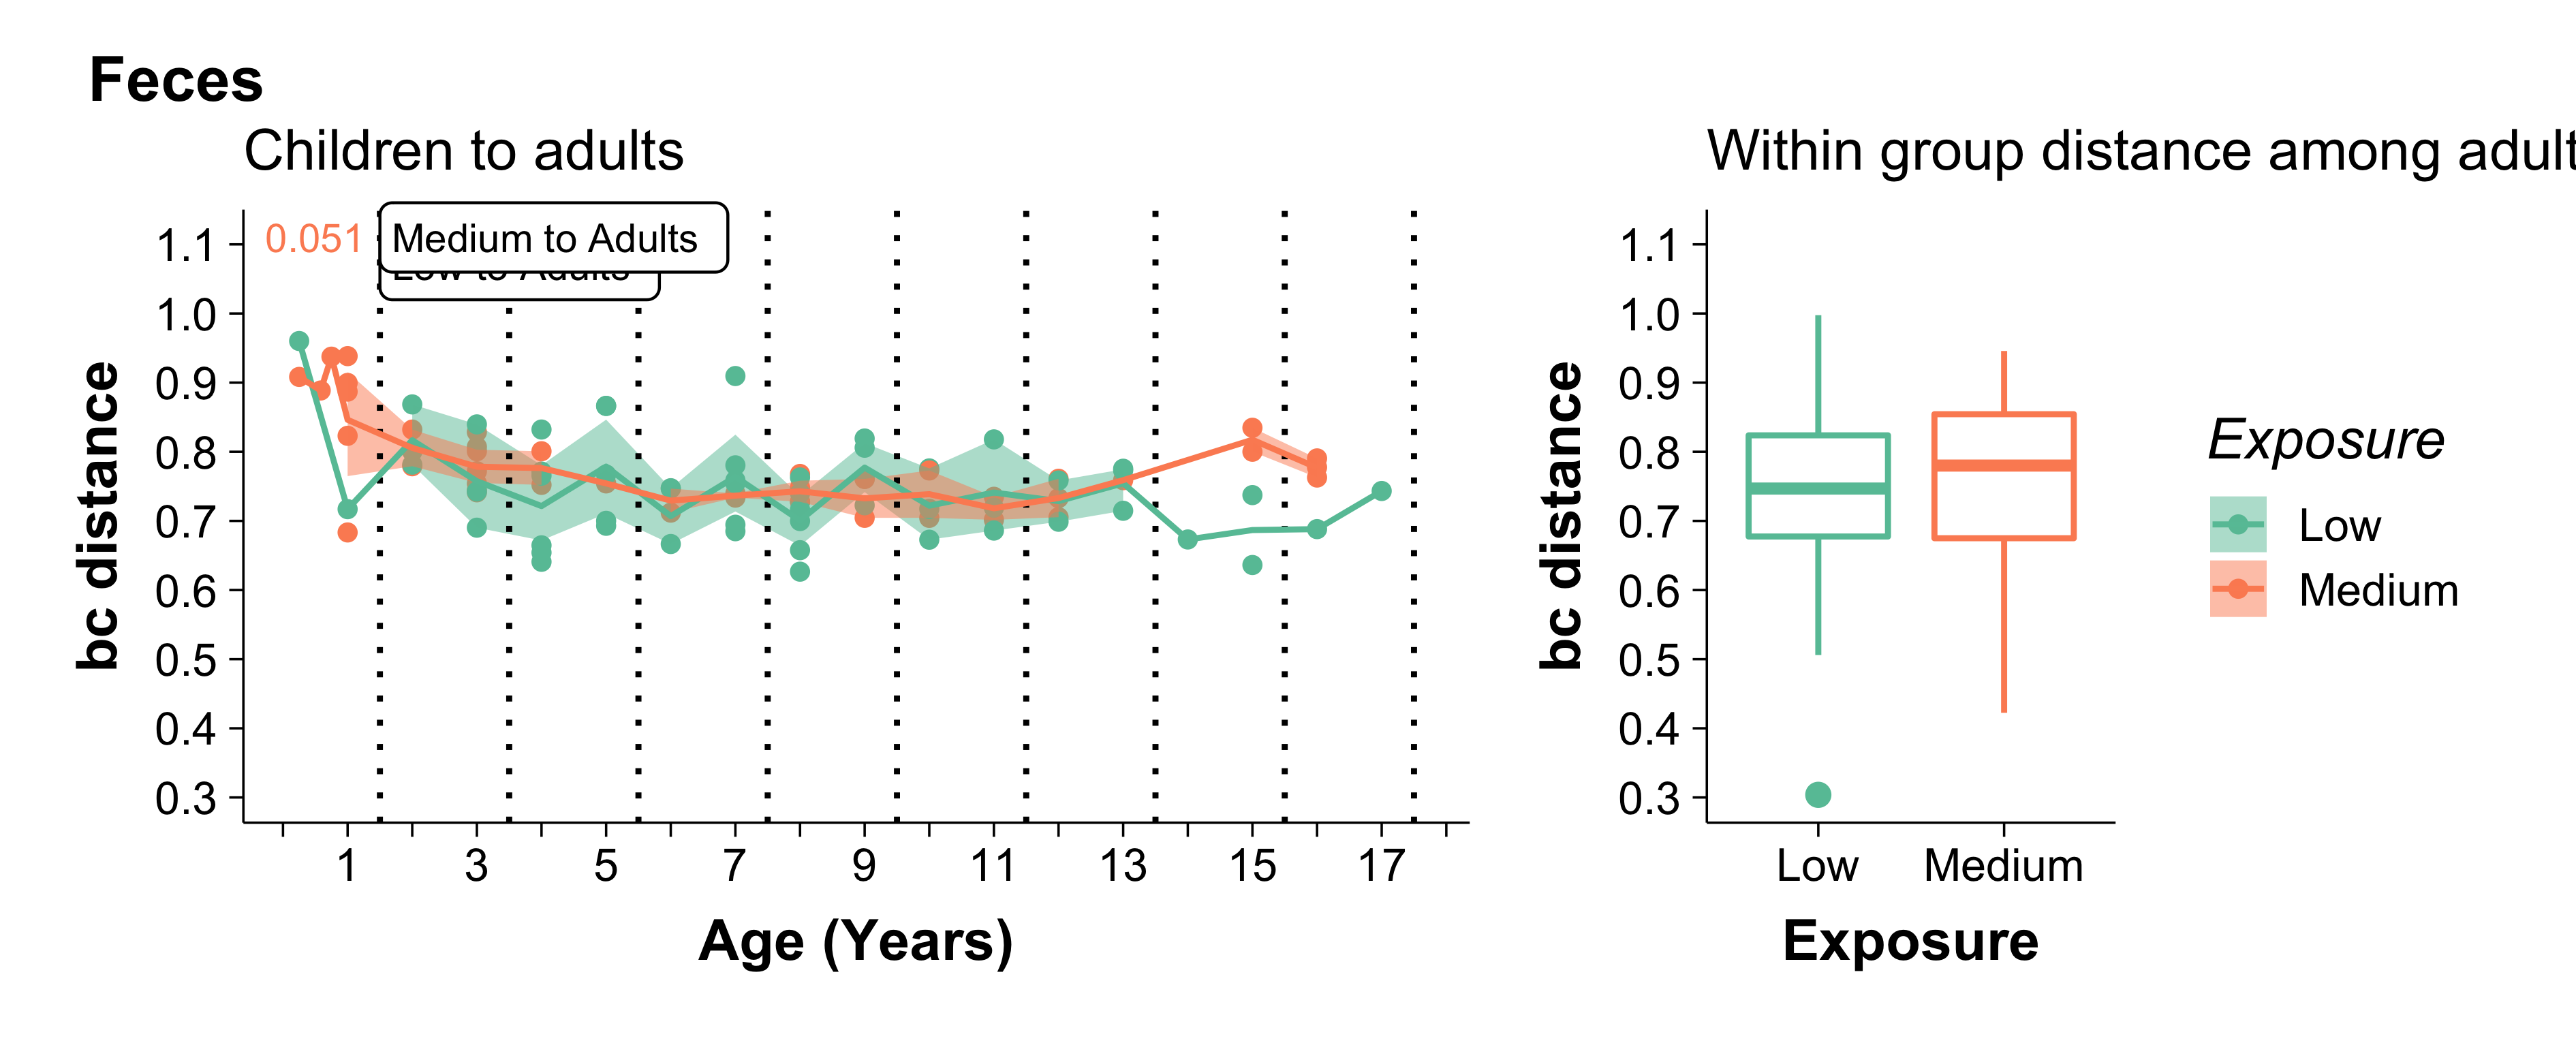 Feces
Children to adults
0.051
Medium to Adults
Low to Adults
1.1
1.0
0.9
0.8
0.7
0.6
0.5
0.4
0.3
bc distance
1
3
5
7
9
11
13
15
17
Age (Years)
Within group distance among adult
1.1
1.0
0.9
0.8
0.7
0.6
0.5
0.4
0.3
bc distance
Low
Medium
Exposure
Exposure
Low
Medium